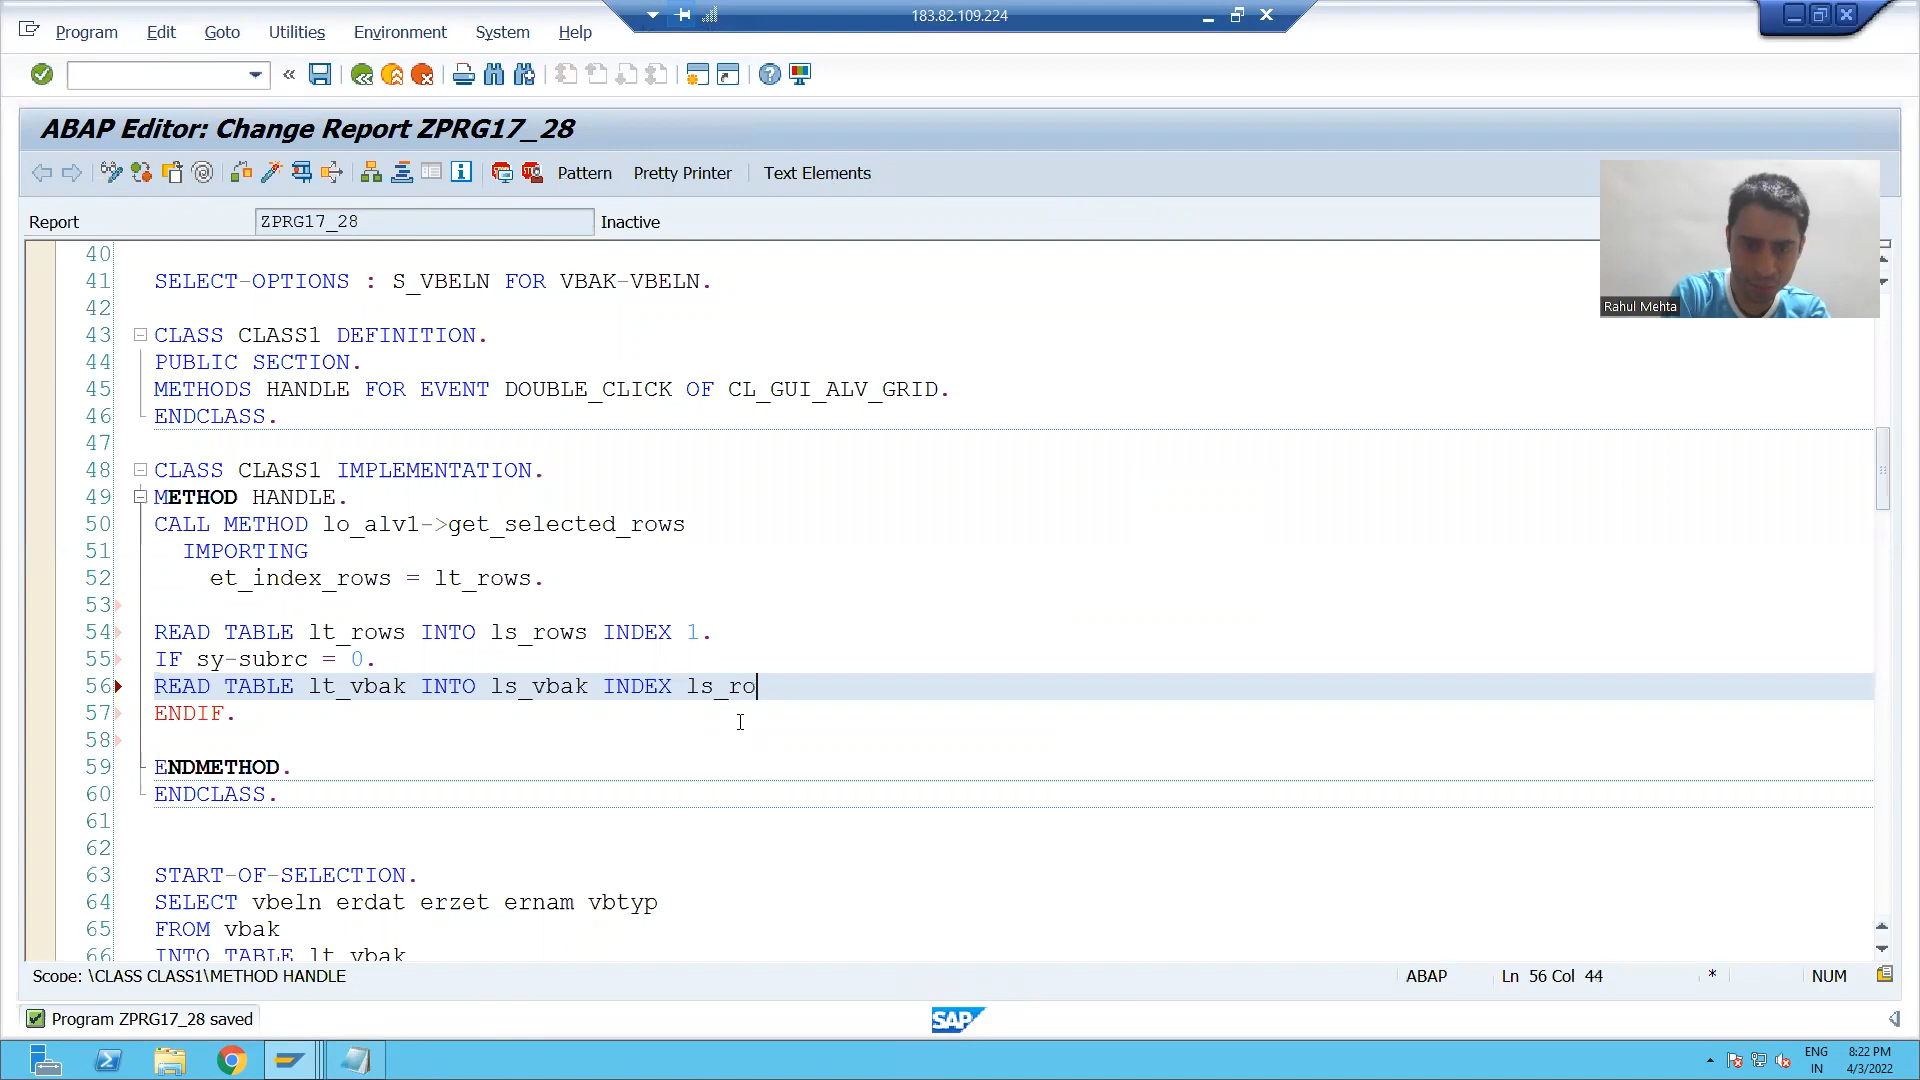 183.82.109.224
Program Edit Goto Utilities Environment System Help
ABAP Editor: Change Report ZPRG17_28
Pattern Pretty Printer Text Elements
Report ZPRG17_28 Inactive
Rahul Mehta
40
41 SELECT-OPTIONS : S_VBELN FOR VBAK-VBELN.
42
43 CLASS CLASS1 DEFINITION.
44 PUBLIC SECTION.
45 METHODS HANDLE FOR EVENT DOUBLE_CLICK OF CL_GUI_ALV_GRID.
46 ENDCLASS.
47
48 CLASS CLASS1 IMPLEMENTATION.
49 METHOD HANDLE.
50 CALL METHOD lo_alv1->get_selected_rows
51 IMPORTING
52 et_index_rows = lt_rows.
53
54 READ TABLE lt_rows INTO ls_rows INDEX 1.
55 IF sy-subrc = 0.
56 READ TABLE lt_vbak INTO ls_vbak INDEX ls_ro
57 ENDIF.
58
59 ENDMETHOD.
60 ENDCLASS.
61
62
63 START-OF-SELECTION.
64 SELECT vbeln erdat erzet ernam vbtyp
65 FROM vbak
66 INTO TABLE lt_vbak
Scope: \CLASS CLASS1\METHOD HANDLE ABAP Ln 56 Col 44 * NUM
Program ZPRG17_28 saved
SAP
ENG 8:22 PM
IN 4/3/2022